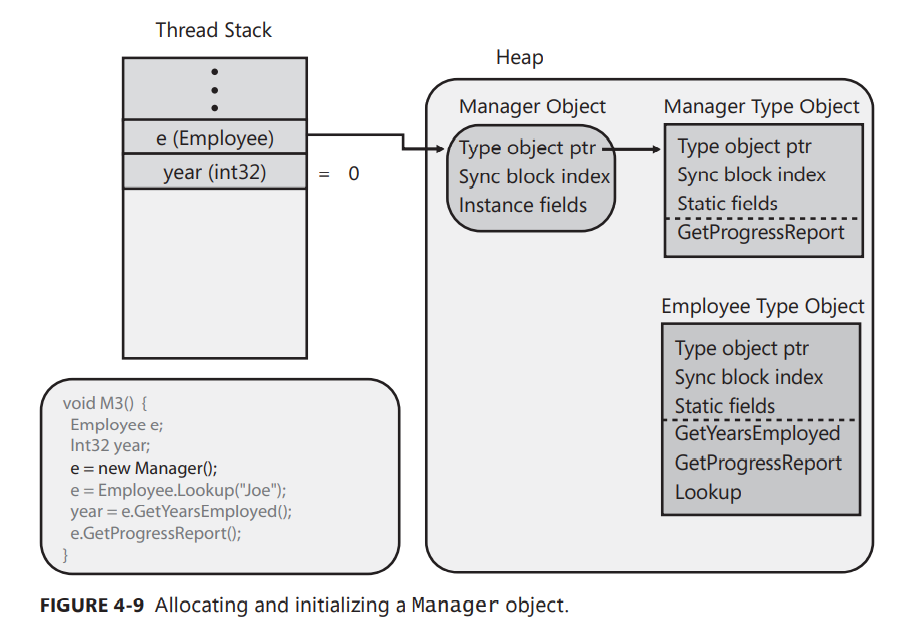 Thread Stack
e (Employee)
year (int32)
= 0
Heap
Manager Object
Type object ptr
Sync block index
Instance fields
Manager Type Object
Type object ptr
Sync block index
Static fields
GetProgressReport
Employee Type Object
Type object ptr
Sync block index
Static fields
GetYearsEmployed
GetProgressReport
Lookup
void M3() {
Employee e;
Int32 year;
e = new Manager();
e = Employee.Lookup("Joe");
year = e.GetYearsEmployed();
e.GetProgressReport();
}
FIGURE 4-9 Allocating and initializing a Manager object.